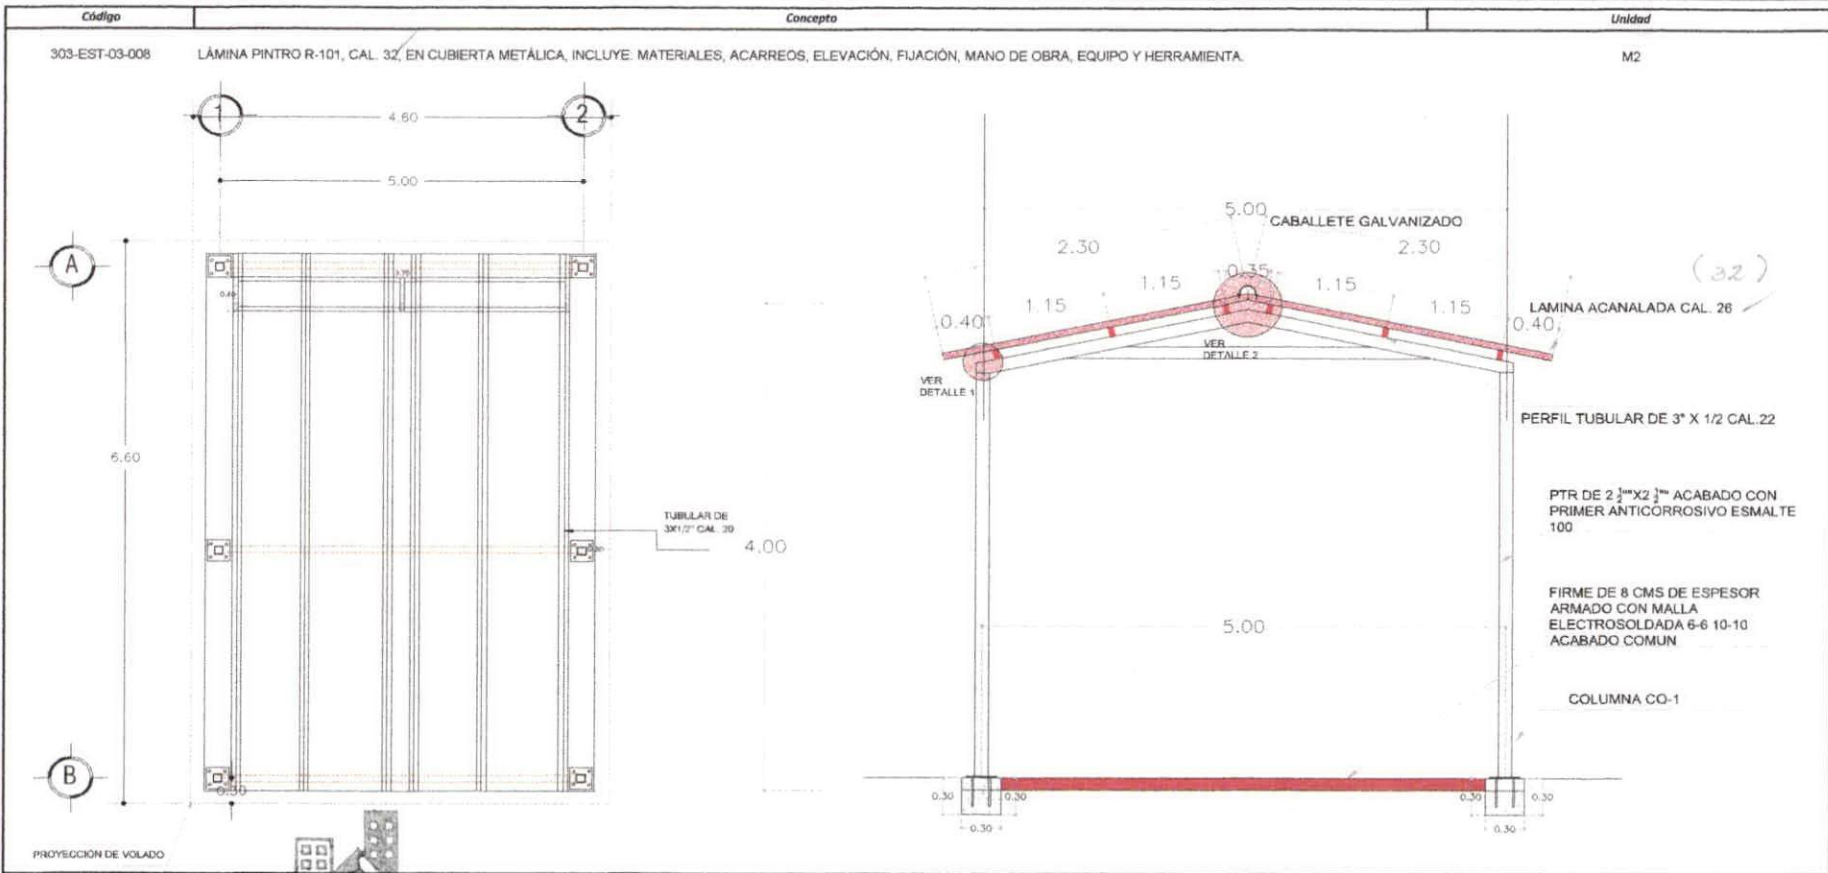 Código Concepto Unidad
303-EST-03-008 LÁMINA PINTRO R-101, CAL. 32, EN CUBIERTA METÁLICA, INCLUYE: MATERIALES, ACARREOS, ELEVACIÓN, FIJACIÓN, MANO DE OBRA, EQUIPO Y HERRAMIENTA. M2
1 4.60 2
5.00
A
6.60
0.40
TUBULAR DE
3X1/2" CAL. 20
B
0.30
PROYECCIÓN DE VOLADO
5.00
CABALLETE GALVANIZADO
2.30 2.30
0.35
1.15 1.15
1.15 1.15
0.40 0.40
(32)
LAMINA ACANALADA CAL. 26
VER
DETALLE 2
VER
DETALLE 1
PERFIL TUBULAR DE 3" X 1/2 CAL.22
PTR DE 2 ½"X2 ½" ACABADO CON
PRIMER ANTICORROSIVO ESMALTE
100
4.00
FIRME DE 8 CMS DE ESPESOR
ARMADO CON MALLA
ELECTROSOLDADA 6-6 10-10
ACABADO COMUN
5.00
COLUMNA CO-1
0.30 0.30 0.30 0.30
0.30 0.30